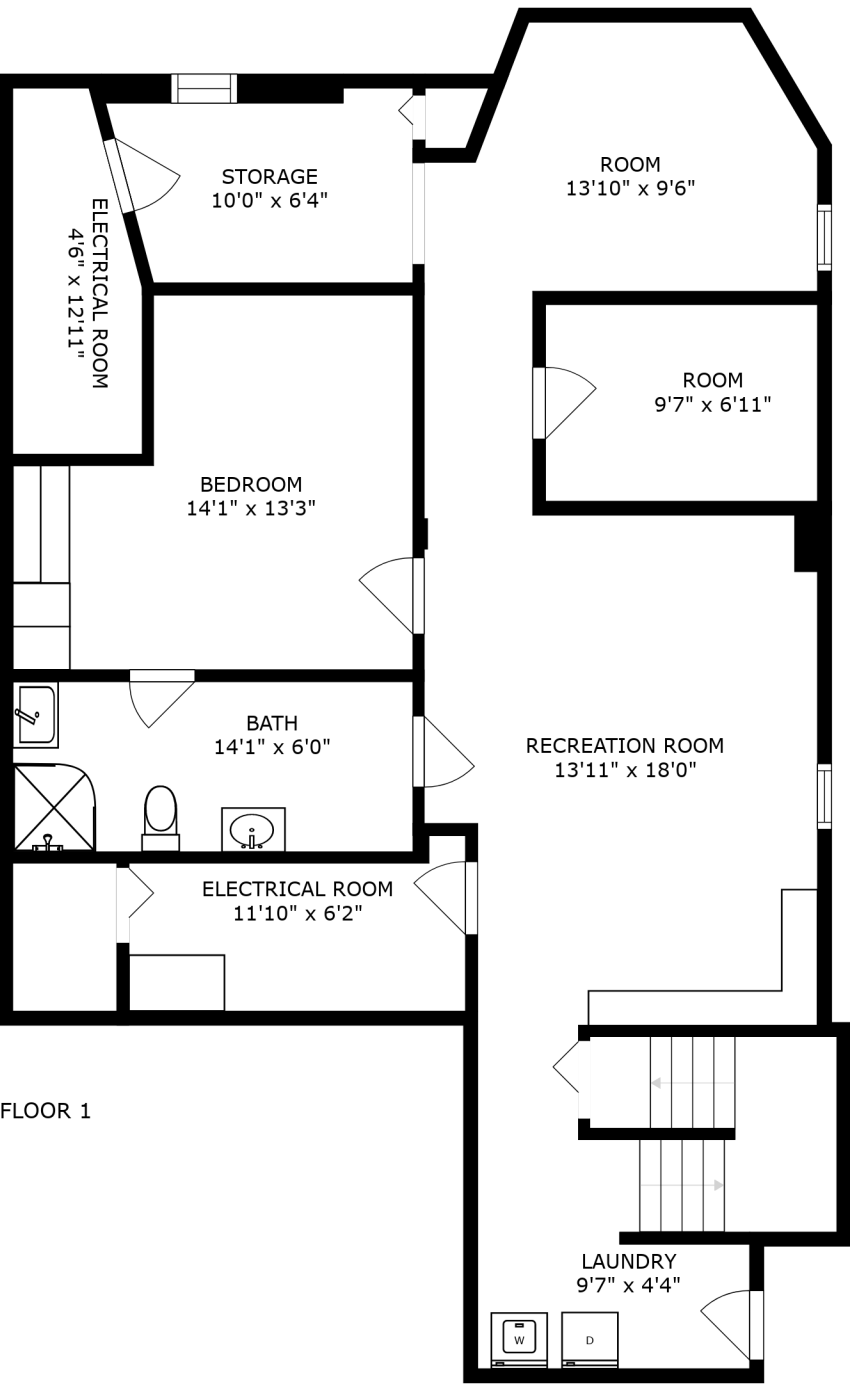 STORAGE
10'0" x 6'4"
ROOM
13'10" x 9'6"
ELECTRICAL ROOM
4'6" x 12'11"
ROOM
9'7" x 6'11"
BEDROOM
14'1" x 13'3"
BATH
14'1" x 6'0"
RECREATION ROOM
13'11" x 18'0"
ELECTRICAL ROOM
11'10" x 6'2"
FLOOR 1
LAUNDRY
9'7" x 4'4"
W
D